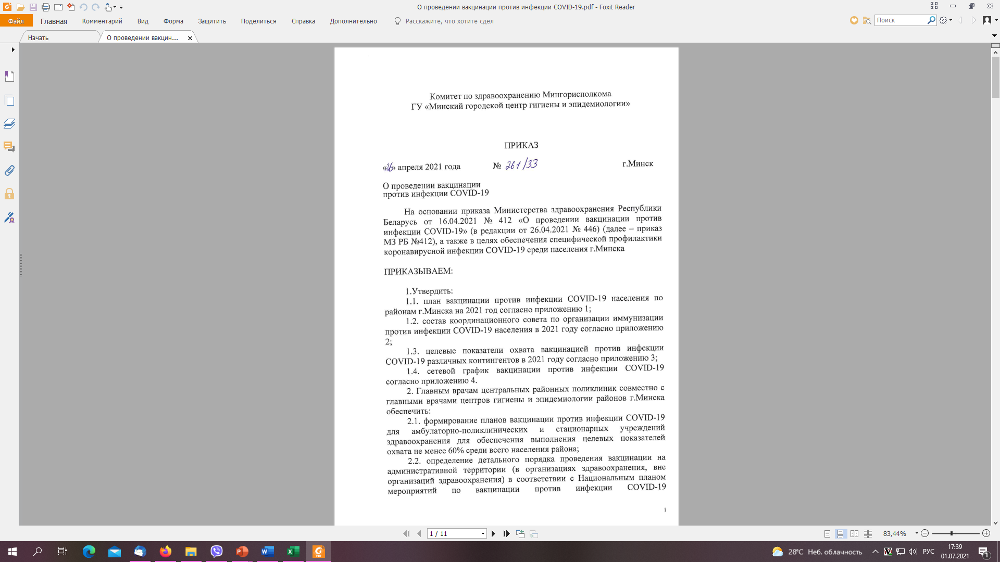 О проведении вакцинации против инфекции COVID-19.pdf - Foxit Reader
Файл Главная Комментарий Вид Форма Защитить Поделиться Справка Дополнительно Расскажите, что хотите сдел Поиск
Начать О проведении вакцин...
Комитет по здравоохранению Мингорисполкома
ГУ «Минский городской центр гигиены и эпидемиологии»
ПРИКАЗ
«26» апреля 2021 года № 261/33 г.Минск
О проведении вакцинации
против инфекции COVID-19
На основании приказа Министерства здравоохранения Республики
Беларусь от 16.04.2021 № 412 «О проведении вакцинации против
инфекции COVID-19» (в редакции от 26.04.2021 № 446) (далее – приказ
МЗ РБ №412), а также в целях обеспечения специфической профилактики
коронавирусной инфекции COVID-19 среди населения г.Минска
ПРИКАЗЫВАЕМ:
1.Утвердить:
1.1. план вакцинации против инфекции COVID-19 населения по
районам г.Минска на 2021 год согласно приложению 1;
1.2. состав координационного совета по организации иммунизации
против инфекции COVID-19 населения в 2021 году согласно приложению
2;
1.3. целевые показатели охвата вакцинацией против инфекции
COVID-19 различных контингентов в 2021 году согласно приложению 3;
1.4. сетевой график вакцинации против инфекции COVID-19
согласно приложению 4.
2. Главным врачам центральных районных поликлиник совместно с
главными врачами центров гигиены и эпидемиологии районов г.Минска
обеспечить:
2.1. формирование планов вакцинации против инфекции COVID-19
для амбулаторно-поликлинических и стационарных учреждений
здравоохранения для обеспечения выполнения целевых показателей
охвата не менее 60% среди всего населения района;
2.2. определение детального порядка проведения вакцинации на
административной территории (в организациях здравоохранения, вне
организаций здравоохранения) в соответствии с Национальным планом
мероприятий по вакцинации против инфекции COVID-19
1
1 / 11 83,44%
28°C Неб. облачность РУС 17:39
01.07.2021